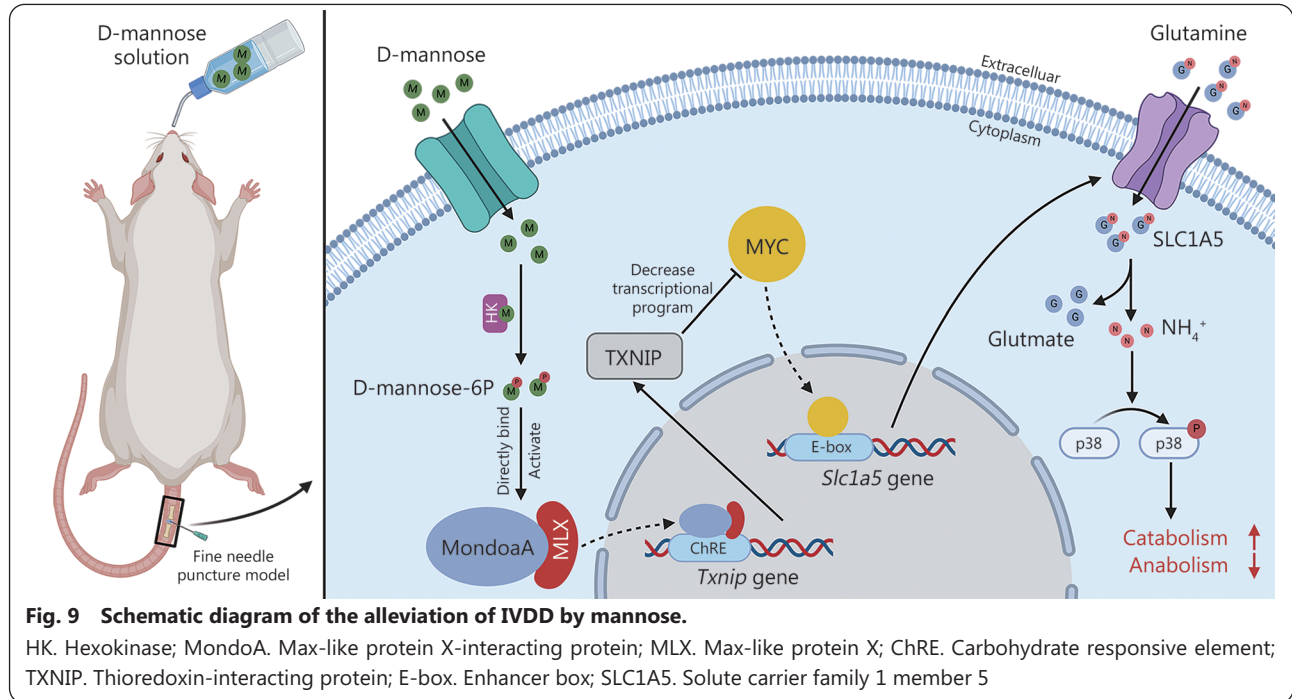 D-mannose
solution
M
M
M
Fine needle
puncture model
D-mannose
M
M
M
M
M
M
M
M
HK
M
D-mannose-6P
P
M
P
M
Directly bind
Activate
MondoaA
MLX
TXNIP
Decrease
transcriptional
program
MYC
E-box
Slc1a5 gene
ChRE
Txnip gene
Extracelluar
Cytoplasm
Glutamine
G N
G N
G N
G N
G N
G N
G N
SLC1A5
G
G
G
Glutmate
N
N
N
NH₄⁺
p38
p38
P
Catabolism
Anabolism
Fig. 9 Schematic diagram of the alleviation of IVDD by mannose.
HK. Hexokinase; MondoA. Max-like protein X-interacting protein; MLX. Max-like protein X; ChRE. Carbohydrate responsive element;
TXNIP. Thioredoxin-interacting protein; E-box. Enhancer box; SLC1A5. Solute carrier family 1 member 5